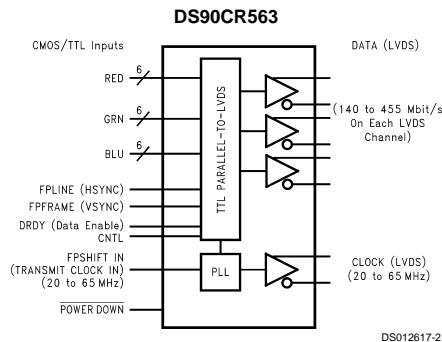 DS90CR563
CMOS/TTL Inputs
DATA (LVDS)
RED
6
GRN
6
BLU
6
FPLINE (HSYNC)
FPFRAME (VSYNC)
DRDY (Data Enable)
CNTL
FPSHIFT IN
(TRANSMIT CLOCK IN)
(20 to 65 MHz)
POWER DOWN
TTL PARALLEL-TO-LVDS
PLL
(140 to 455 Mbit/s
On Each LVDS
Channel)
CLOCK (LVDS)
(20 to 65 MHz)
DS012617-2